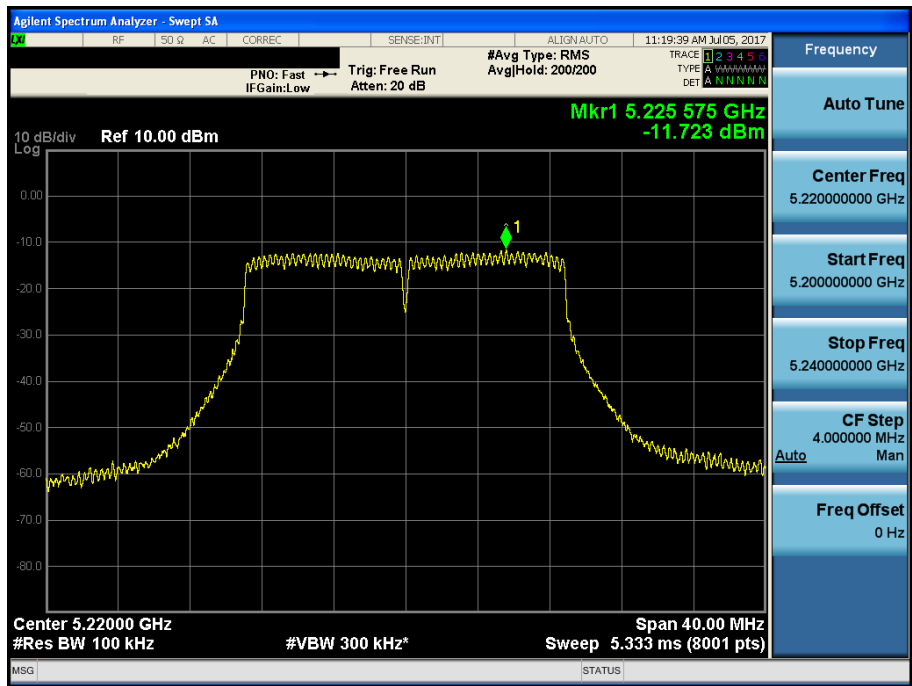 Agilent Spectrum Analyzer - Swept SA
LXI RF 50 Ω AC CORREC SENSE:INT ALIGN AUTO 11:19:39 AM Jul 05, 2017
PNO: Fast Trig: Free Run #Avg Type: RMS TRACE 1 2 3 4 5 6
IFGain:Low Atten: 20 dB Avg|Hold: 200/200 TYPE A WWWWW
DET A N N N N N
Frequency
Auto Tune
Mkr1 5.225 575 GHz
-11.723 dBm
10 dB/div Ref 10.00 dBm
Log
0.00
-10.0
-20.0
-30.0
-40.0
-50.0
-60.0
-70.0
-80.0
1
Center Freq
5.220000000 GHz
Start Freq
5.200000000 GHz
Stop Freq
5.240000000 GHz
CF Step
4.000000 MHz
Auto Man
Freq Offset
0 Hz
Center 5.22000 GHz Span 40.00 MHz
#Res BW 100 kHz #VBW 300 kHz* Sweep 5.333 ms (8001 pts)
MSG STATUS